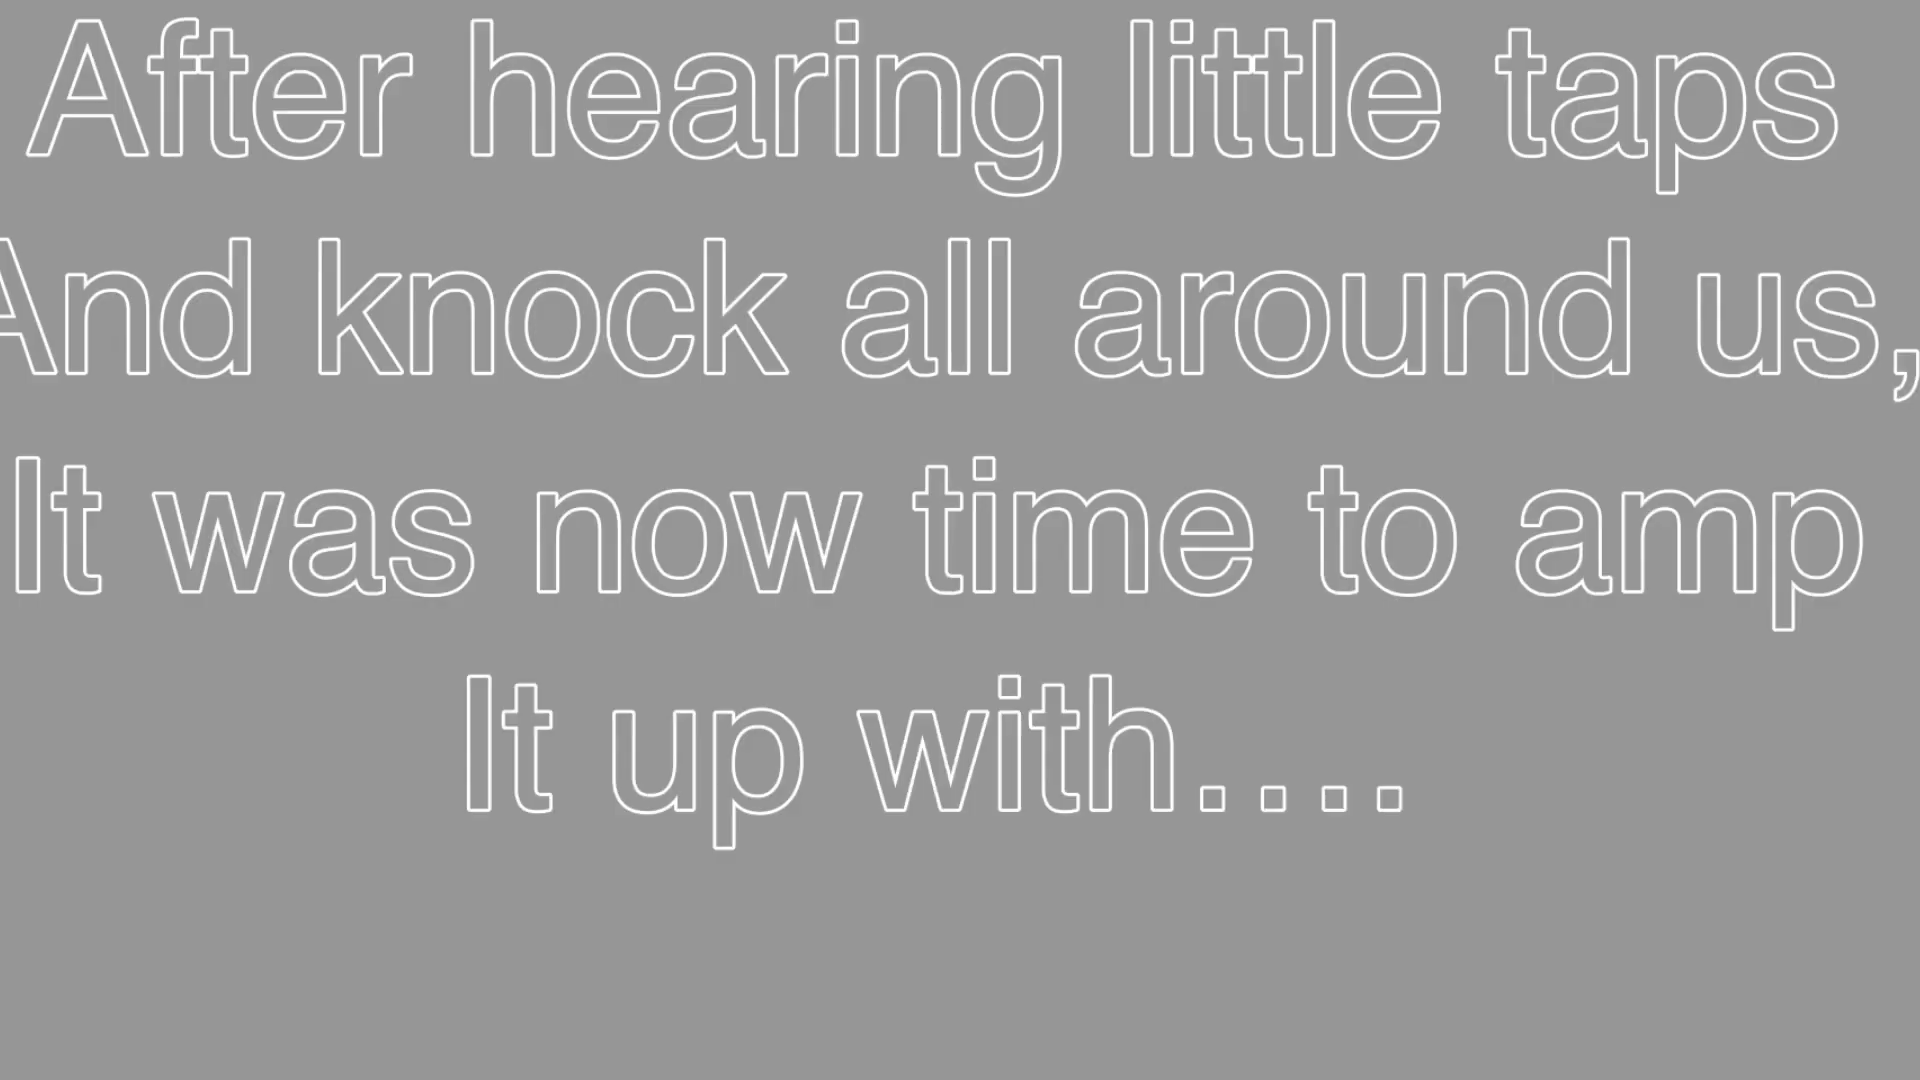 After hearing little taps
And knock all around us,
It was now time to amp
It up with....